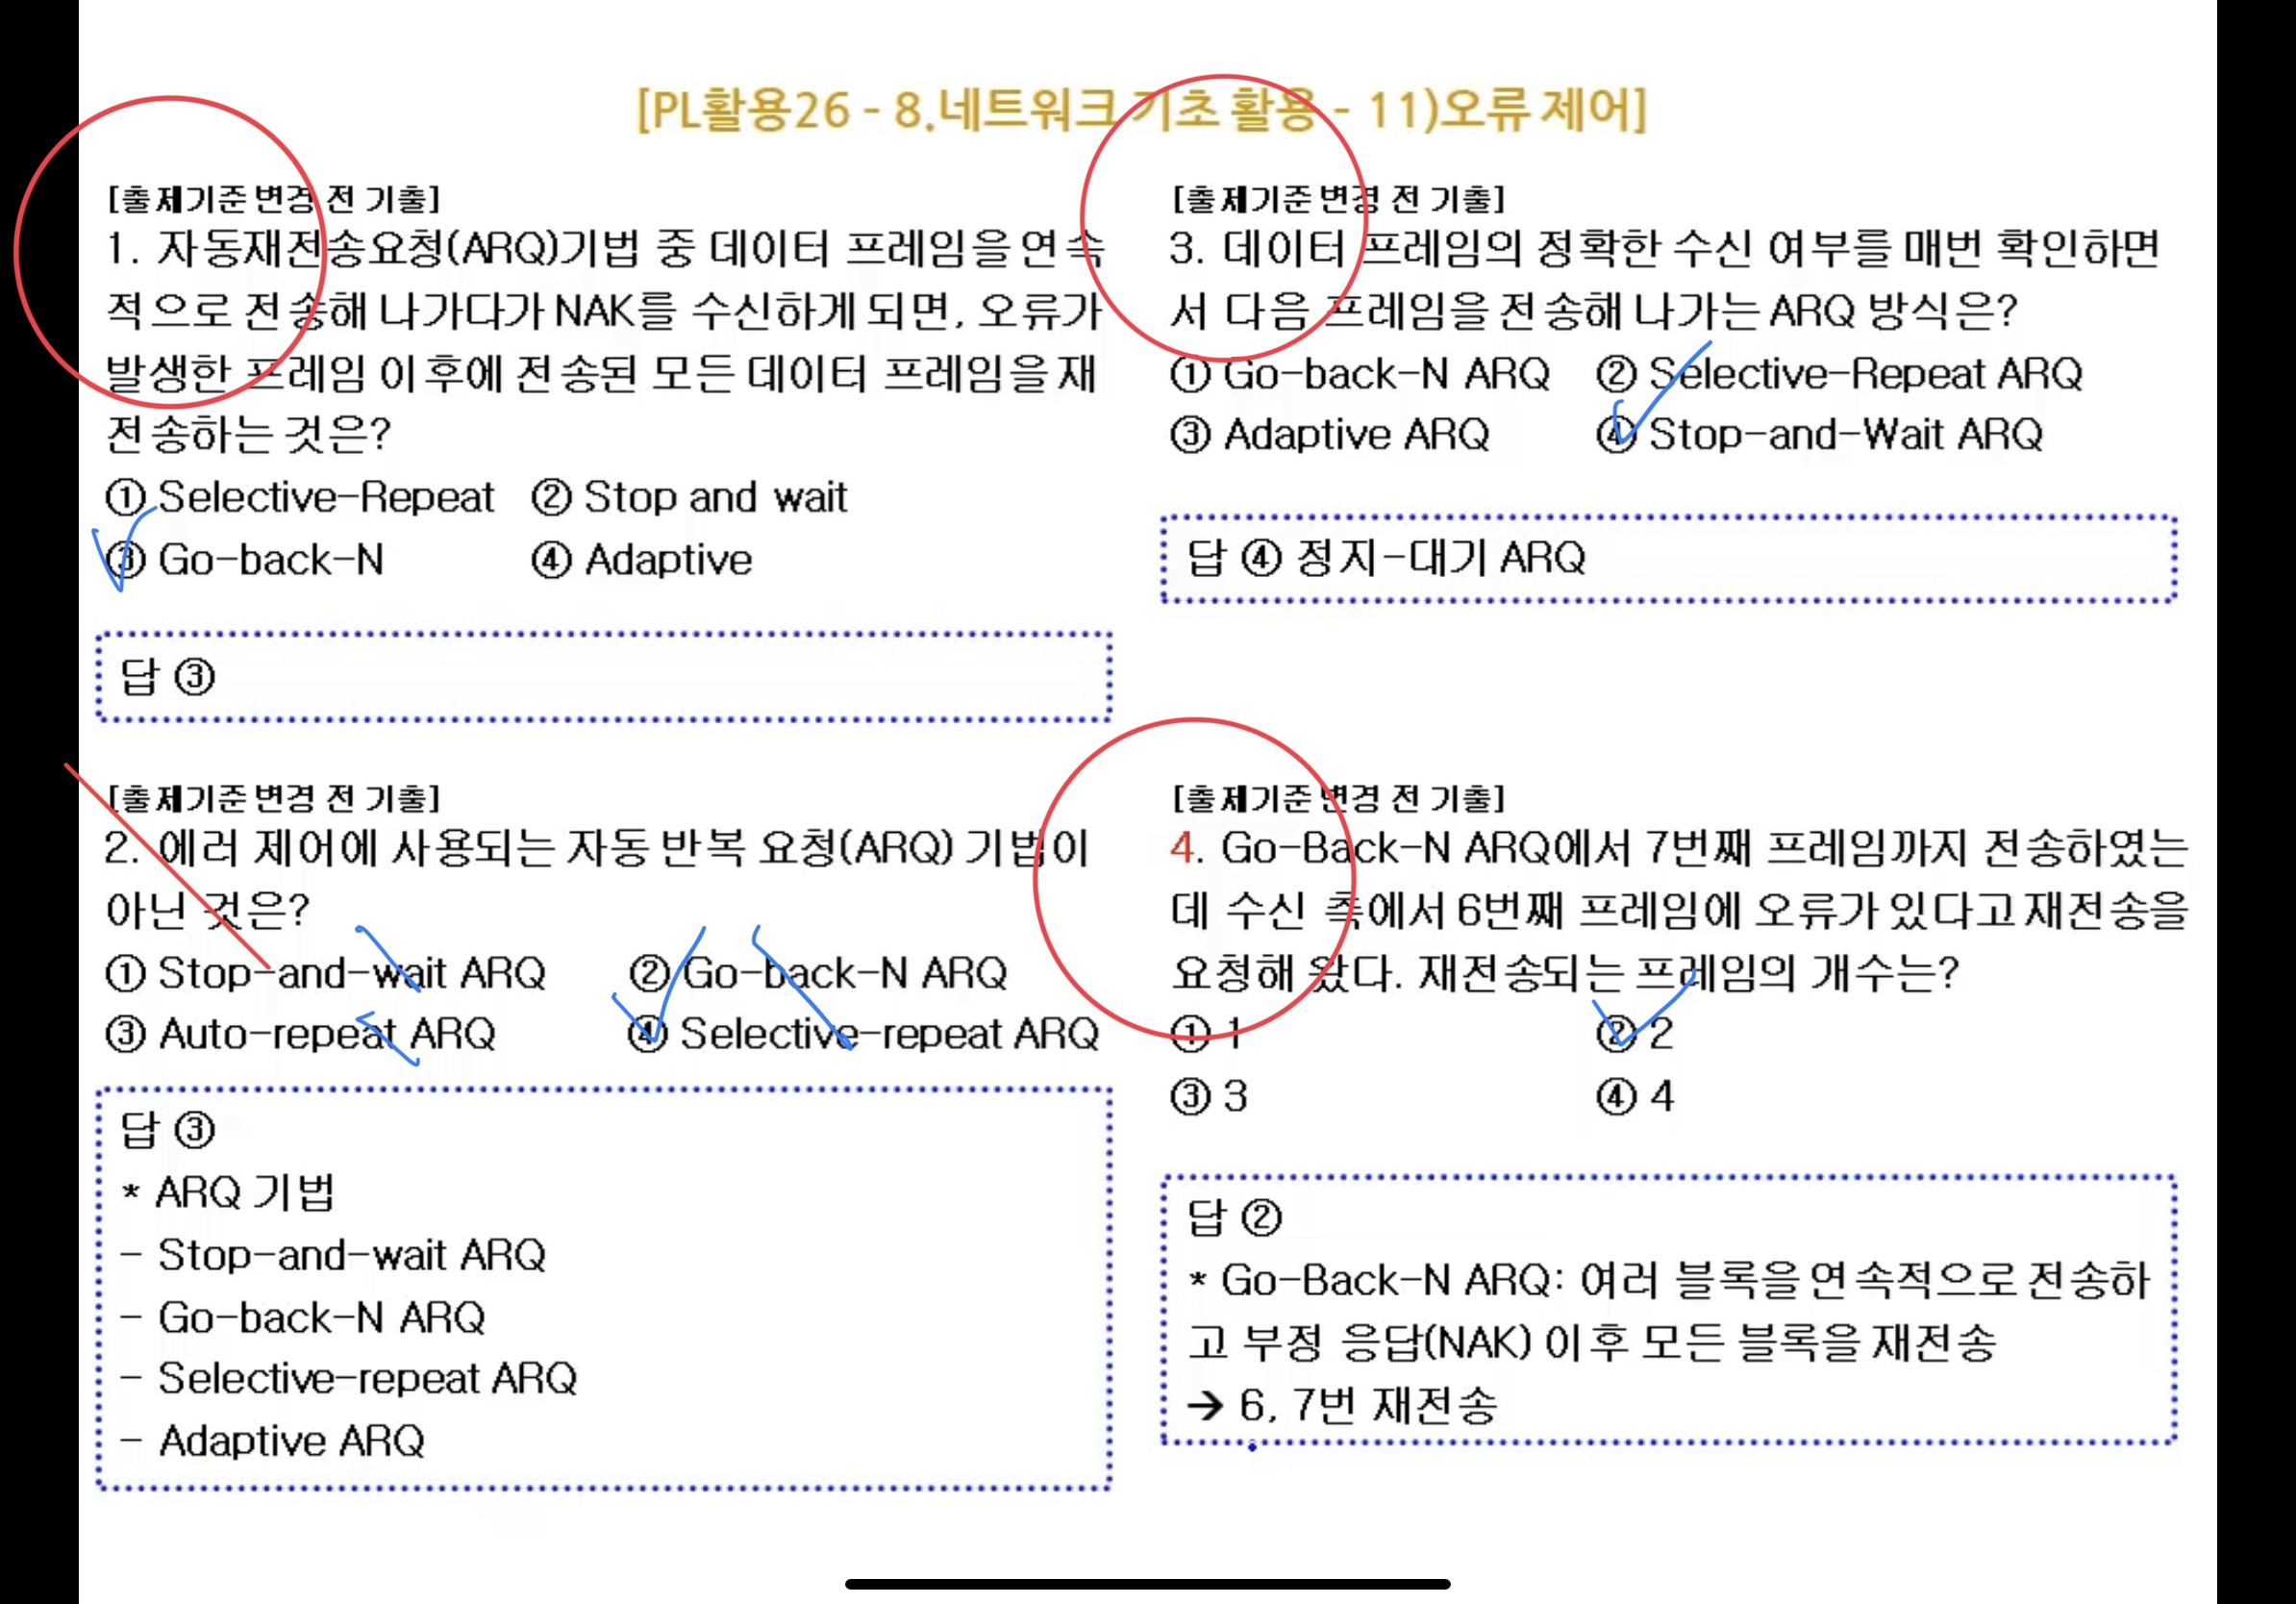 [PL활용26 - 8.네트워크 기초 활용 - 11)오류 제어]
[출제기준 변경 전 기출]
1. 자동재전송요청(ARQ)기법 중 데이터 프레임을 연속
적으로 전송해 나가다가 NAK를 수신하게 되면, 오류가
발생한 프레임 이후에 전송된 모든 데이터 프레임을 재
전송하는 것은?
① Selective-Repeat ② Stop and wait
③ Go-back-N ④ Adaptive
답 ③
[출제기준 변경 전 기출]
2. 에러 제어에 사용되는 자동 반복 요청(ARQ) 기법이
아닌 것은?
① Stop-and-wait ARQ ② Go-back-N ARQ
③ Auto-repeat ARQ ④ Selective-repeat ARQ
답 ③
* ARQ 기법
- Stop-and-wait ARQ
- Go-back-N ARQ
- Selective-repeat ARQ
- Adaptive ARQ
[출제기준 변경 전 기출]
3. 데이터 프레임의 정확한 수신 여부를 매번 확인하면
서 다음 프레임을 전송해 나가는 ARQ 방식은?
① Go-back-N ARQ ② Selective-Repeat ARQ
③ Adaptive ARQ ④ Stop-and-Wait ARQ
답 ④ 정지-대기 ARQ
[출제기준 변경 전 기출]
4. Go-Back-N ARQ에서 7번째 프레임까지 전송하였는
데 수신 측에서 6번째 프레임에 오류가 있다고 재전송을
요청해 왔다. 재전송되는 프레임의 개수는?
① 1 ② 2
③ 3 ④ 4
답 ②
* Go-Back-N ARQ: 여러 블록을 연속적으로 전송하
고 부정 응답(NAK) 이후 모든 블록을 재전송
→ 6, 7번 재전송